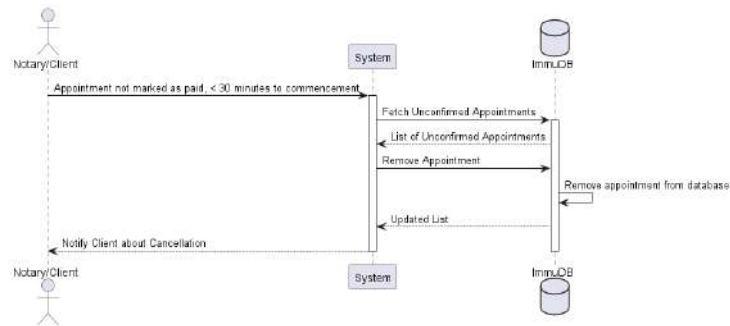 Notary/Client
System
ImmuDB
Appointment not marked as paid, < 30 minutes to commencement
Fetch Unconfirmed Appointments
List of Unconfirmed Appointments
Remove Appointment
Remove appointment from database
Updated List
Notify Client about Cancellation
Notary/Client
System
ImmuDB